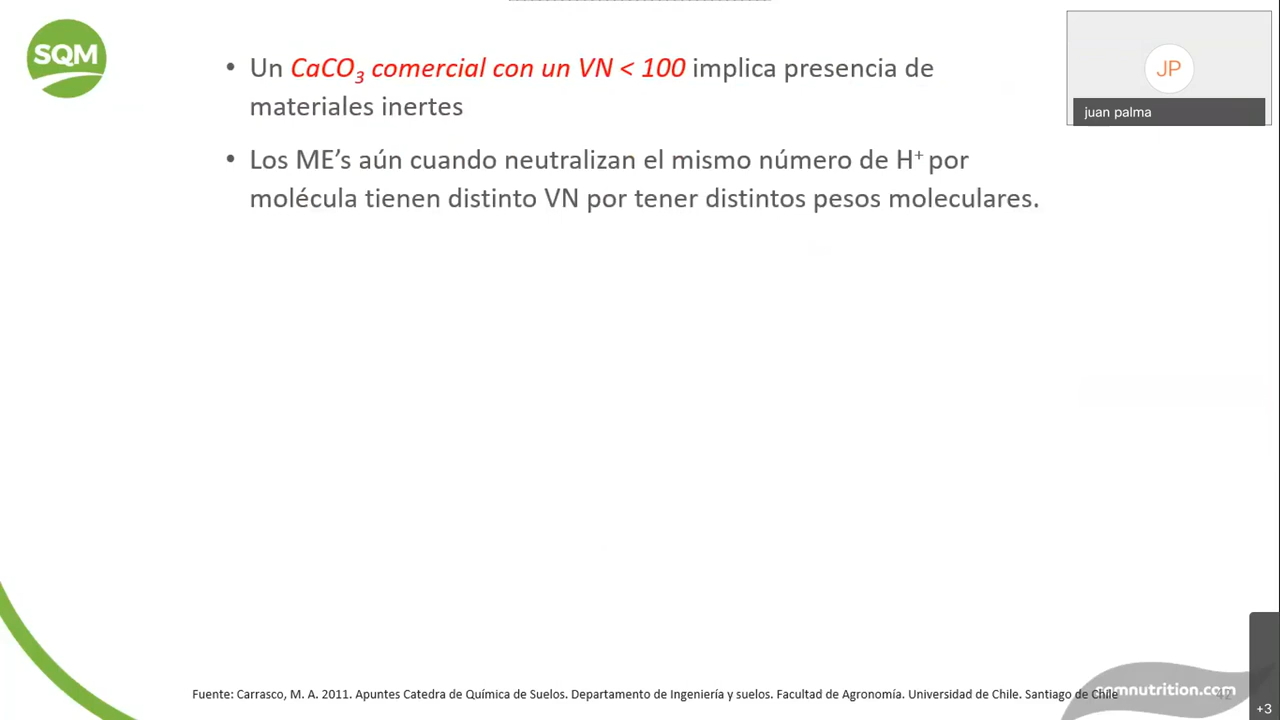 SQM
• Un CaCO₃ comercial con un VN < 100 implica presencia de
materiales inertes
• Los ME’s aún cuando neutralizan el mismo número de H⁺ por
molécula tienen distinto VN por tener distintos pesos moleculares.
JP
juan palma
Fuente: Carrasco, M. A. 2011. Apuntes Catedra de Química de Suelos. Departamento de Ingeniería y suelos. Facultad de Agronomía. Universidad de Chile. Santiago de Chile
sqmnutrition.com
42
+3